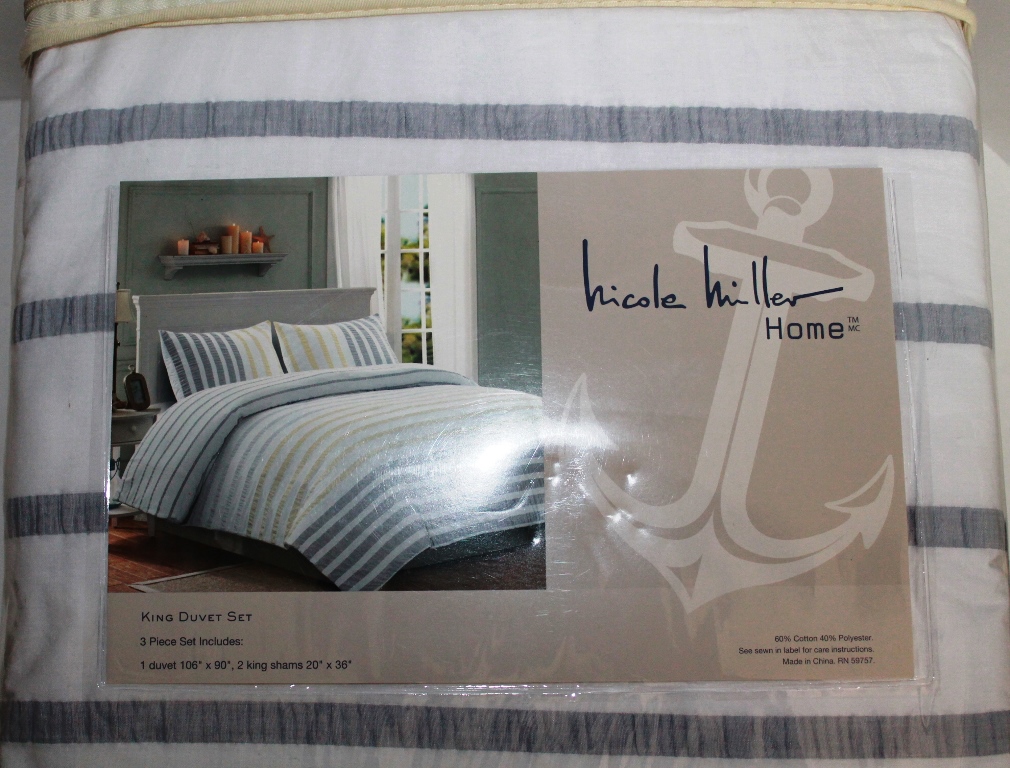 nicole miller
Home™ MC
KING DUVET SET
3 Piece Set Includes:
1 duvet 106" x 90", 2 king shams 20" x 36"
60% Cotton 40% Polyester.
See sewn in label for care instructions.
Made in China. RN 59757.